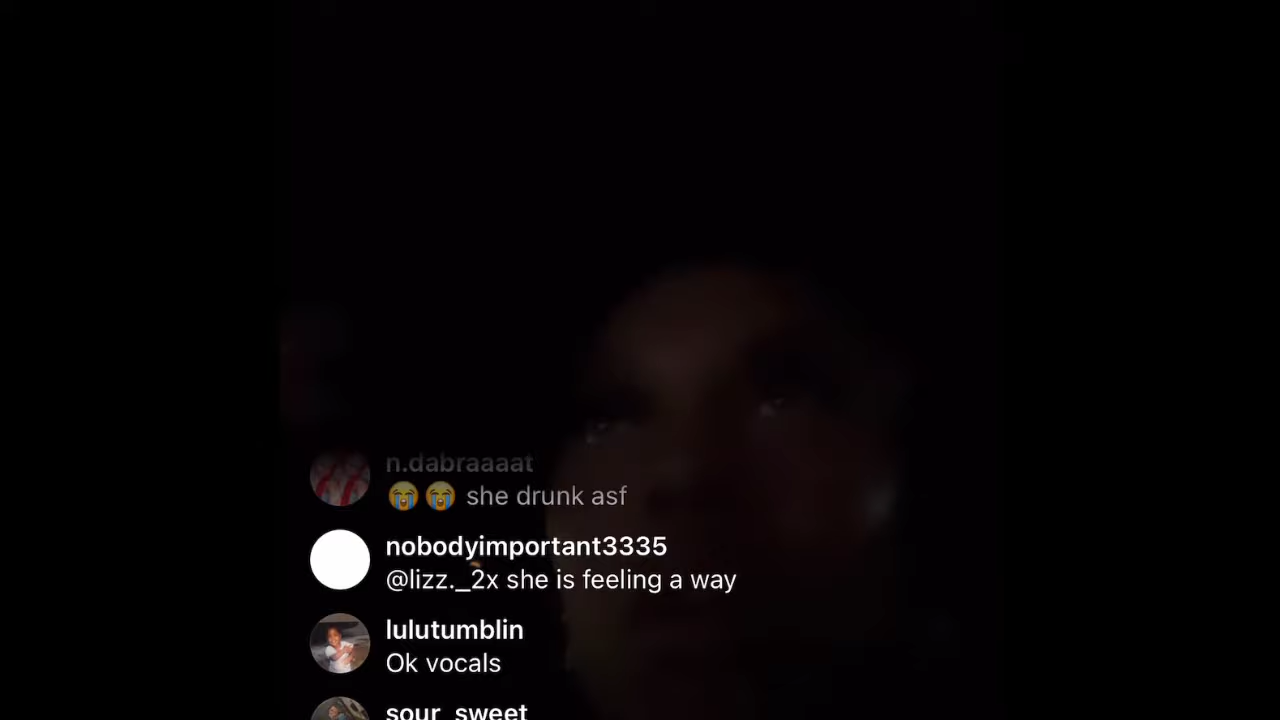 n.dabraaaat
😭😭 she drunk asf
nobodyimportant3335
@lizz._2x she is feeling a way
lulutumblin
Ok vocals
sour_sweet